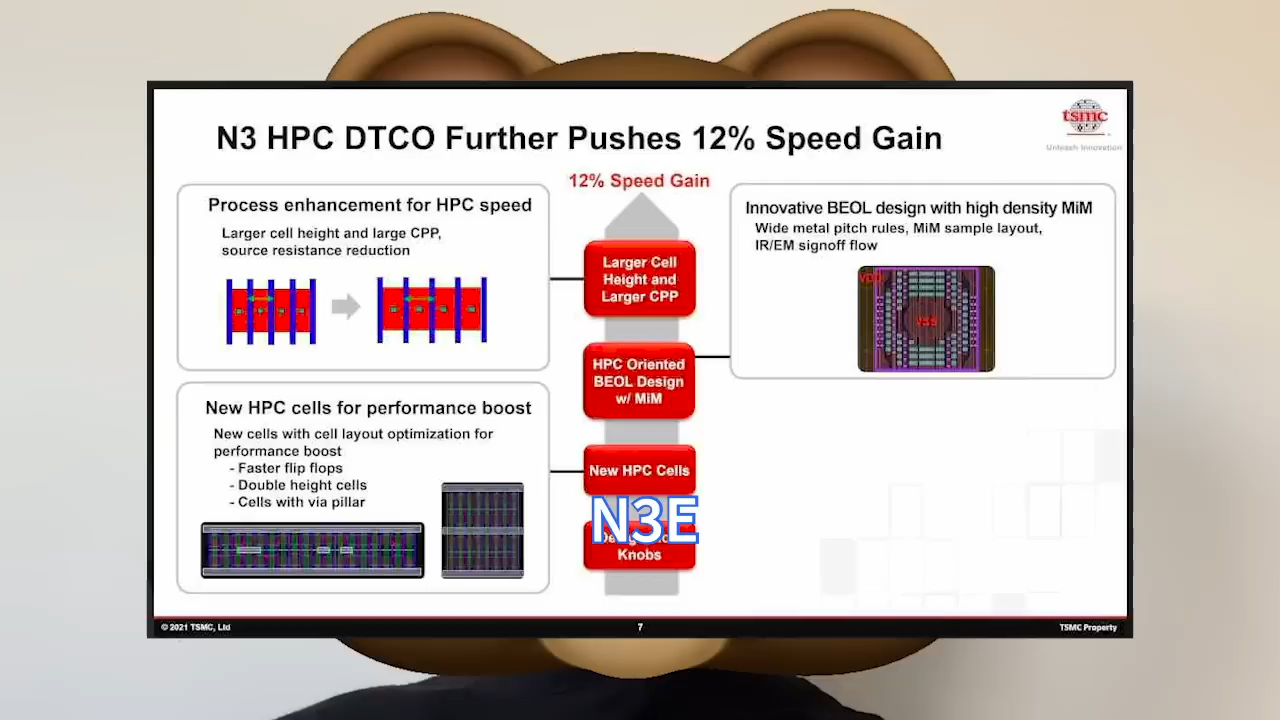 N3 HPC DTCO Further Pushes 12% Speed Gain
tsmc
Unleash Innovation
12% Speed Gain
Process enhancement for HPC speed
Larger cell height and large CPP,
source resistance reduction
New HPC cells for performance boost
New cells with cell layout optimization for
performance boost
- Faster flip flops
- Double height cells
- Cells with via pillar
Larger Cell
Height and
Larger CPP
HPC Oriented
BEOL Design
w/ MiM
New HPC Cells
N3E
Knobs
Innovative BEOL design with high density MiM
Wide metal pitch rules, MiM sample layout,
IR/EM signoff flow
VDD
VSS
© 2021 TSMC, Ltd
7
TSMC Property